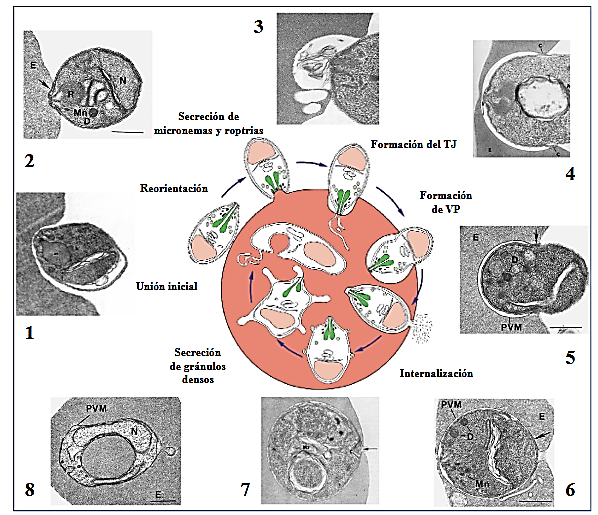 3
E
R
N
Mn
D
2
c
N
E
c
4
Secreción de
micronemas y roptrias
Formación del TJ
Reorientación
Formación
de VP
Unión inicial
1
E
D
PVM
5
Secreción
de gránulos
densos
Internalización
PVM
N
E
8
7
PVM
D
E
Mn
6